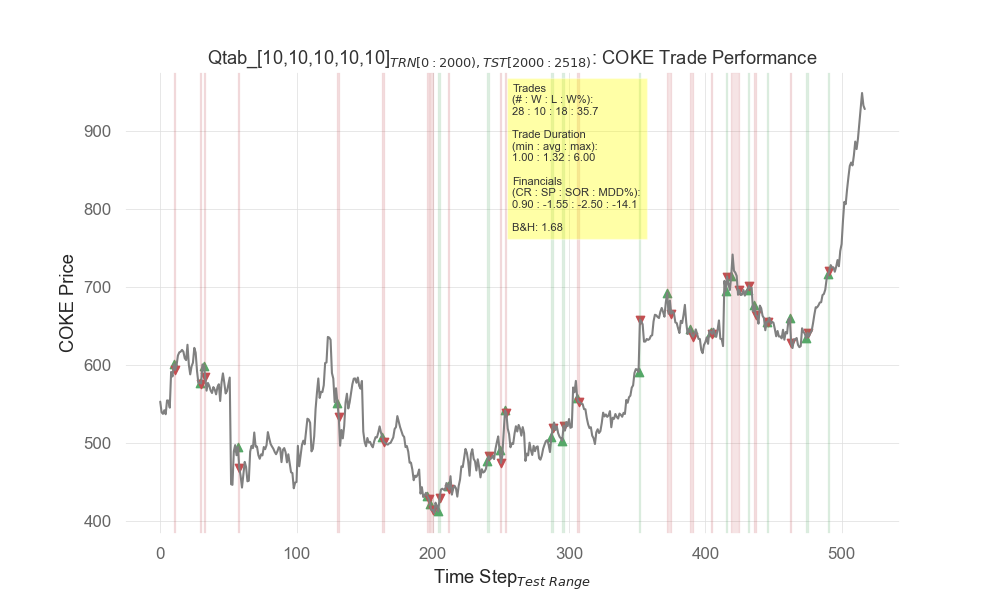 Qtab_[10,10,10,10,10]TRN[0:2000),TST[2000:2518): COKE Trade Performance
Trades
(# : W : L : W%):
28 : 10 : 18 : 35.7
Trade Duration
(min : avg : max):
1.00 : 1.32 : 6.00
Financials
(CR : SP : SOR : MDD%):
0.90 : -1.55 : -2.50 : -14.1
B&H: 1.68
COKE Price
900
800
700
600
500
400
0 100 200 300 400 500
Time StepTest Range